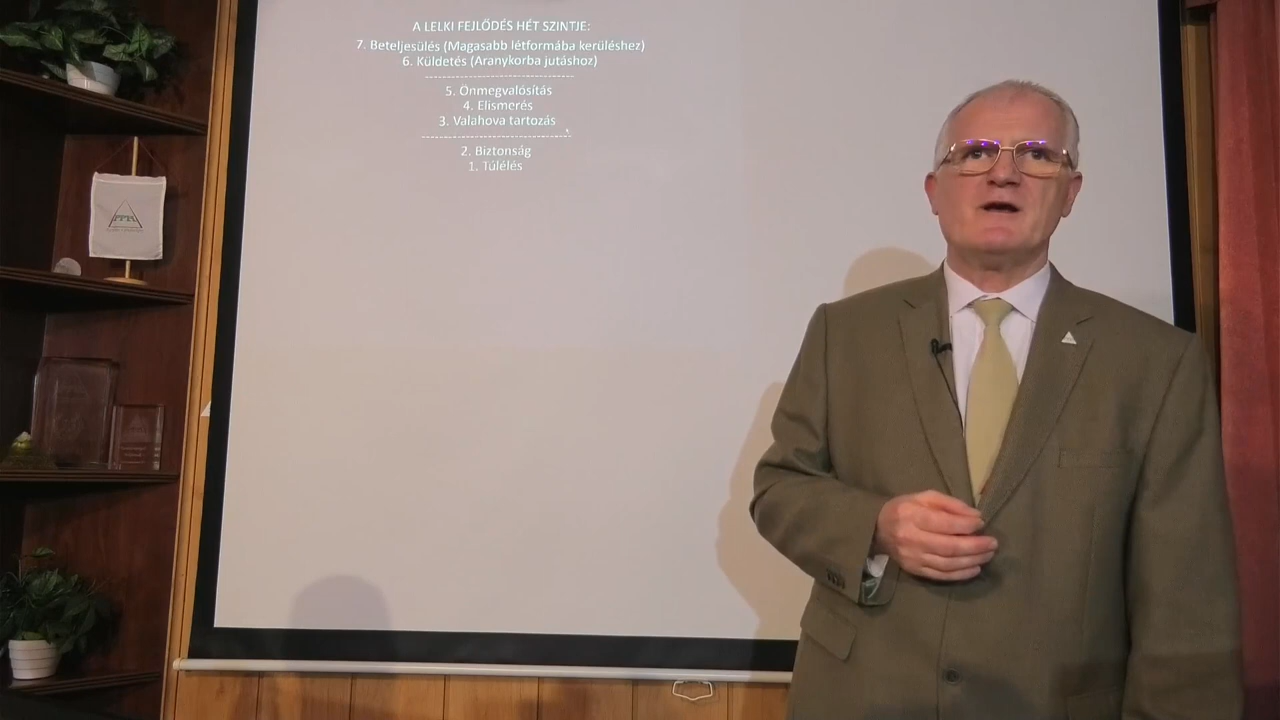 A LELKI FEJLŐDÉS HÉT SZINTJE:
7. Beteljesülés (Magasabb létformába kerüléshez)
6. Küldetés (Aranykorba jutáshoz)
5. Önmegvalósítás
4. Elismerés
3. Valahova tartozás
2. Biztonság
1. Túlélés